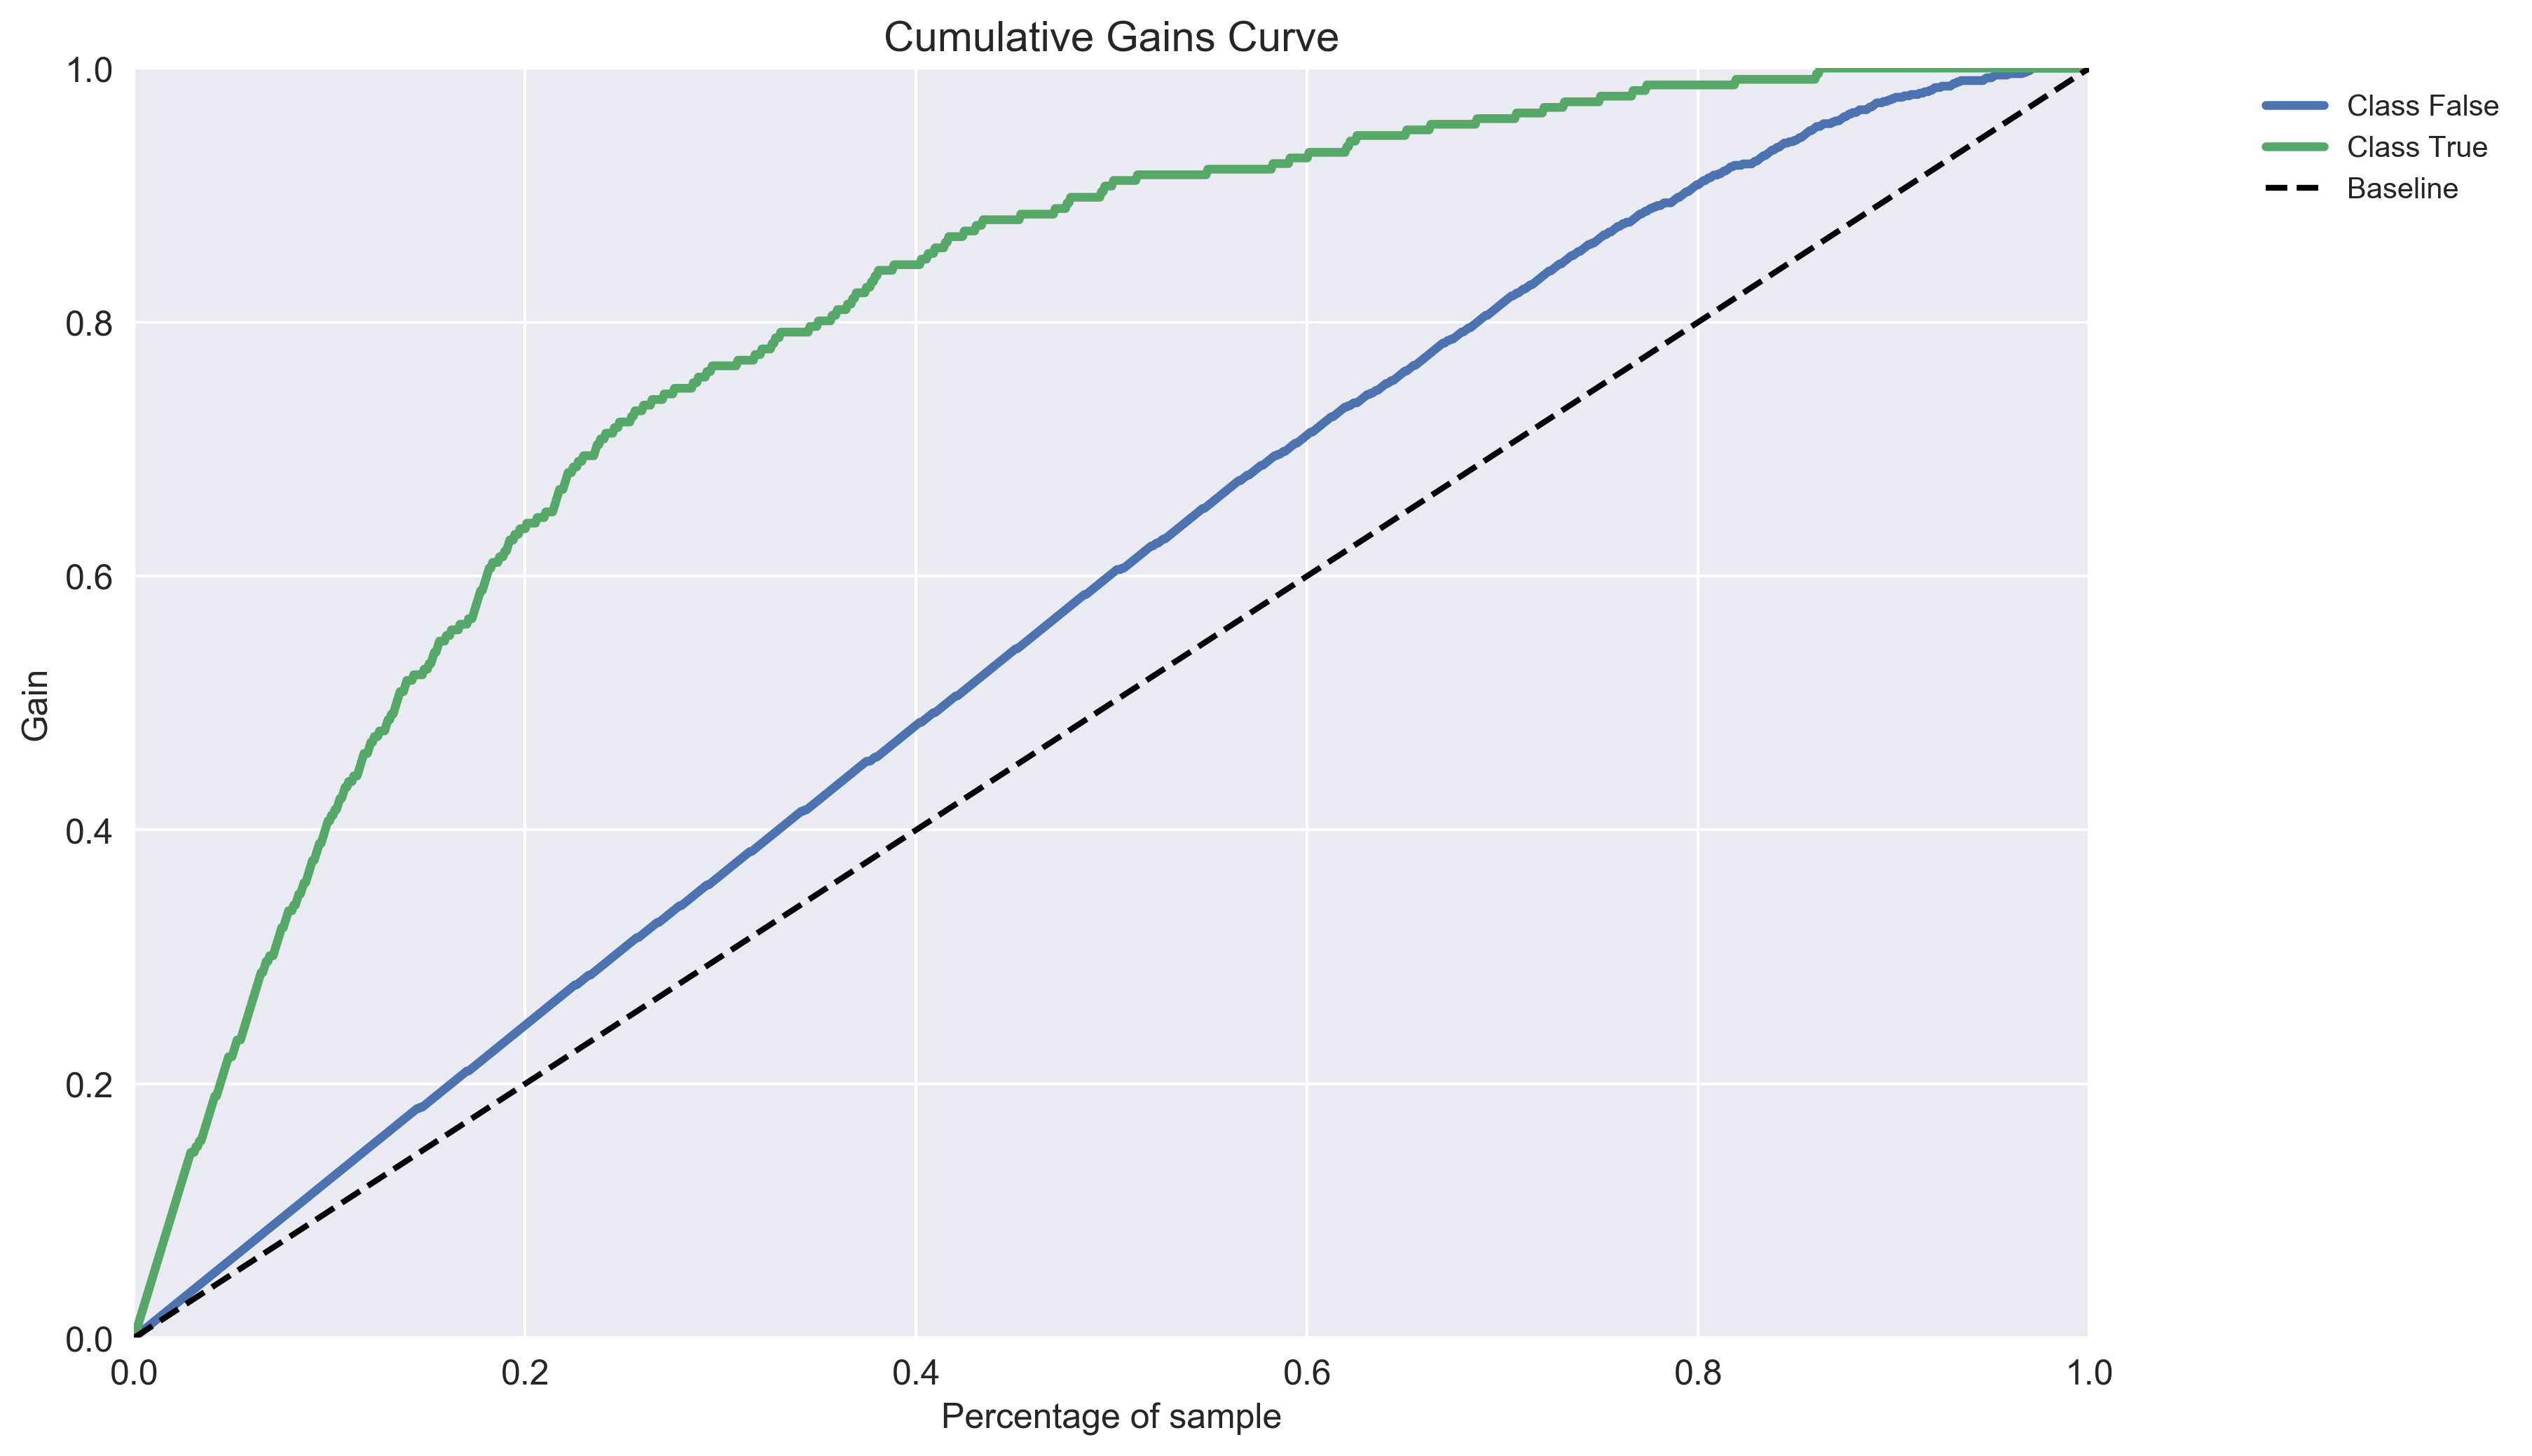 Cumulative Gains Curve
1.0
0.8
0.6
0.4
0.2
0.0
Gain
0.0 0.2 0.4 0.6 0.8 1.0
Percentage of sample
Class False
Class True
Baseline